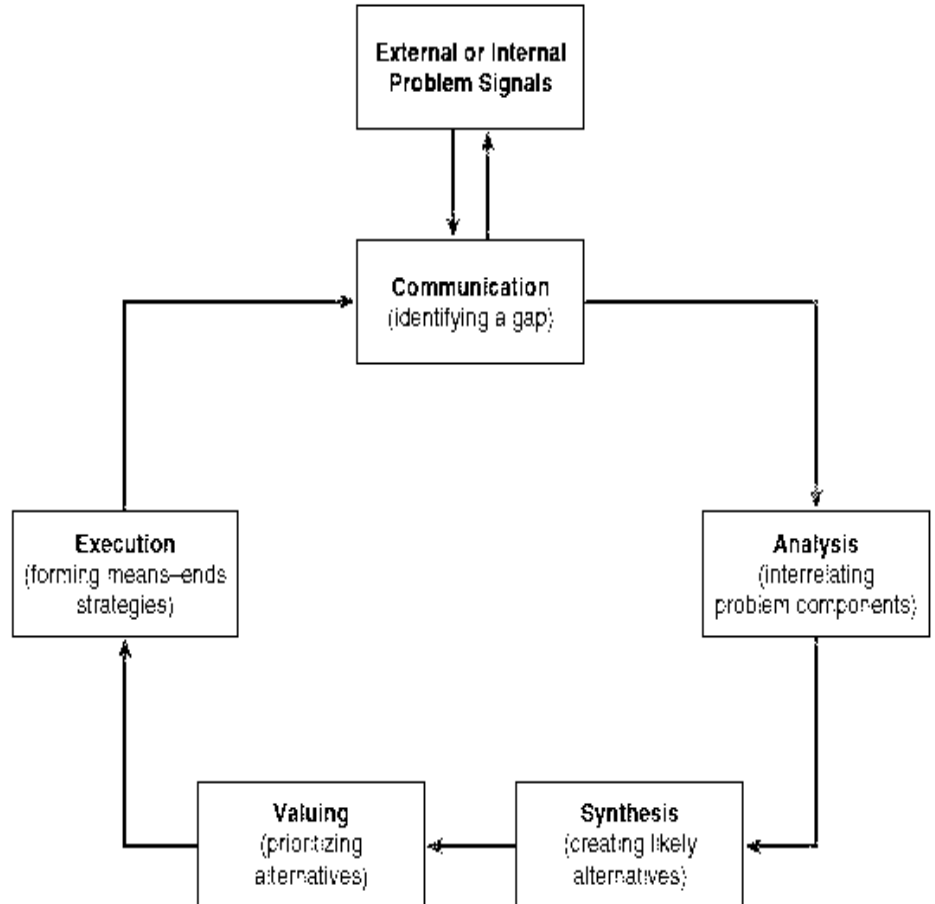 External or Internal
Problem Signals
Communication
(identifying a gap)
Execution
(forming means–ends
strategies)
Analysis
(interrelating
problem components)
Valuing
(prioritizing
alternatives)
Synthesis
(creating likely
alternatives)